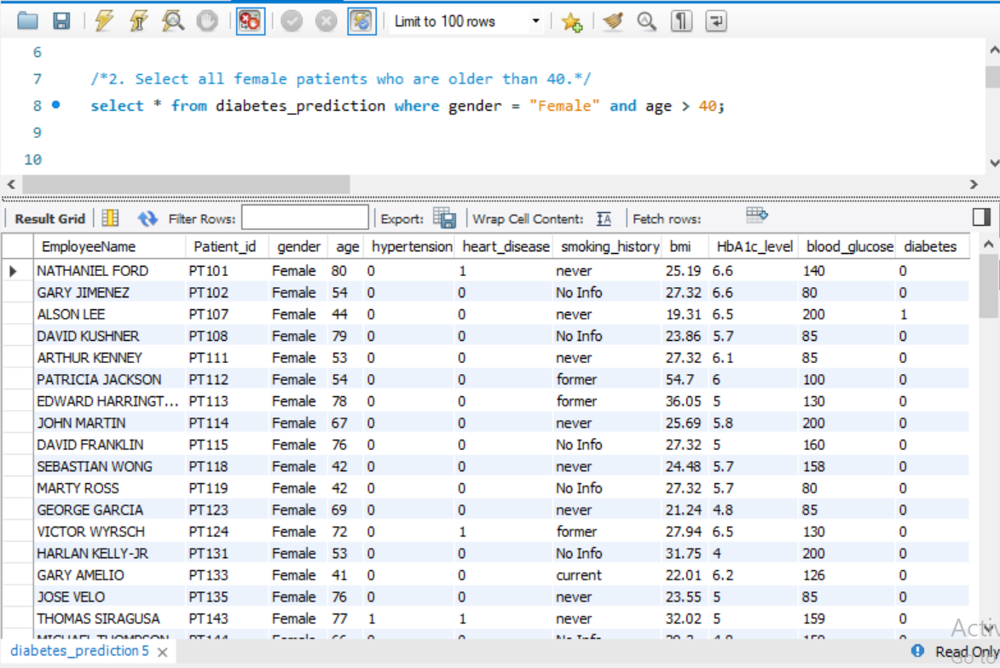 Limit to 100 rows
6
7 /*2. Select all female patients who are older than 40.*/
8 select * from diabetes_prediction where gender = "Female" and age > 40;
9
10
Result Grid Filter Rows: Export: Wrap Cell Content: Fetch rows:
EmployeeName Patient_id gender age hypertension heart_disease smoking_history bmi HbA1c_level blood_glucose diabetes
NATHANIEL FORD PT101 Female 80 0 1 never 25.19 6.6 140 0
GARY JIMENEZ PT102 Female 54 0 0 No Info 27.32 6.6 80 0
ALSON LEE PT107 Female 44 0 0 never 19.31 6.5 200 1
DAVID KUSHNER PT108 Female 79 0 0 No Info 23.86 5.7 85 0
ARTHUR KENNEY PT111 Female 53 0 0 never 27.32 6.1 85 0
PATRICIA JACKSON PT112 Female 54 0 0 former 54.7 6 100 0
EDWARD HARRINGT... PT113 Female 78 0 0 former 36.05 5 130 0
JOHN MARTIN PT114 Female 67 0 0 never 25.69 5.8 200 0
DAVID FRANKLIN PT115 Female 76 0 0 No Info 27.32 5 160 0
SEBASTIAN WONG PT118 Female 42 0 0 never 24.48 5.7 158 0
MARTY ROSS PT119 Female 42 0 0 No Info 27.32 5.7 80 0
GEORGE GARCIA PT123 Female 69 0 0 never 21.24 4.8 85 0
VICTOR WYRSCH PT124 Female 72 0 1 former 27.94 6.5 130 0
HARLAN KELLY-JR PT131 Female 53 0 0 No Info 31.75 4 200 0
GARY AMELIO PT133 Female 41 0 0 current 22.01 6.2 126 0
JOSE VELO PT135 Female 76 0 0 never 23.55 5 85 0
THOMAS SIRAGUSA PT143 Female 77 1 1 never 32.02 5 159 0
MICHAEL THOMPSON PT144 Female 0 0 No Info 0
Activ
diabetes_prediction 5 Read Only
Go to